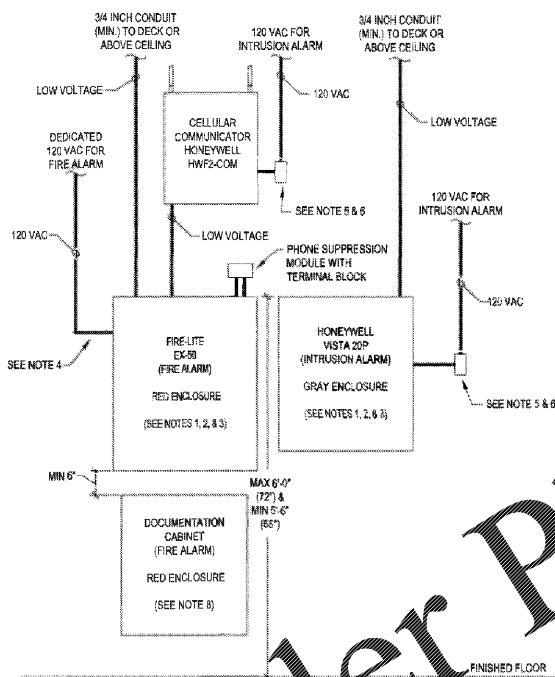 3/4 INCH CONDUIT
(MIN.) TO DECK OR
ABOVE CEILING
120 VAC FOR
INTRUSION ALARM
3/4 INCH CONDUIT
(MIN.) TO DECK OR
ABOVE CEILING
LOW VOLTAGE
120 VAC
CELLULAR
COMMUNICATOR
HONEYWELL
HWF2-COM
LOW VOLTAGE
DEDICATED
120 VAC FOR
FIRE ALARM
SEE NOTE 5 & 6
120 VAC FOR
INTRUSION ALARM
LOW VOLTAGE
120 VAC
PHONE SUPPRESSION
MODULE WITH
TERMINAL BLOCK
120 VAC
SEE NOTE 4
FIRE-LITE
EX-50
(FIRE ALARM)
RED ENCLOSURE
(SEE NOTES 1, 2, & 3)
HONEYWELL
VISTA 20P
(INTRUSION ALARM)
GRAY ENCLOSURE
(SEE NOTES 1, 2, & 3)
SEE NOTE 5 & 6
MIN 6"
MAX 6'-0"
(72") &
MIN 5'-6"
(66")
DOCUMENTATION
CABINET
(FIRE ALARM)
RED ENCLOSURE
(SEE NOTE 8)
FINISHED FLOOR
der P